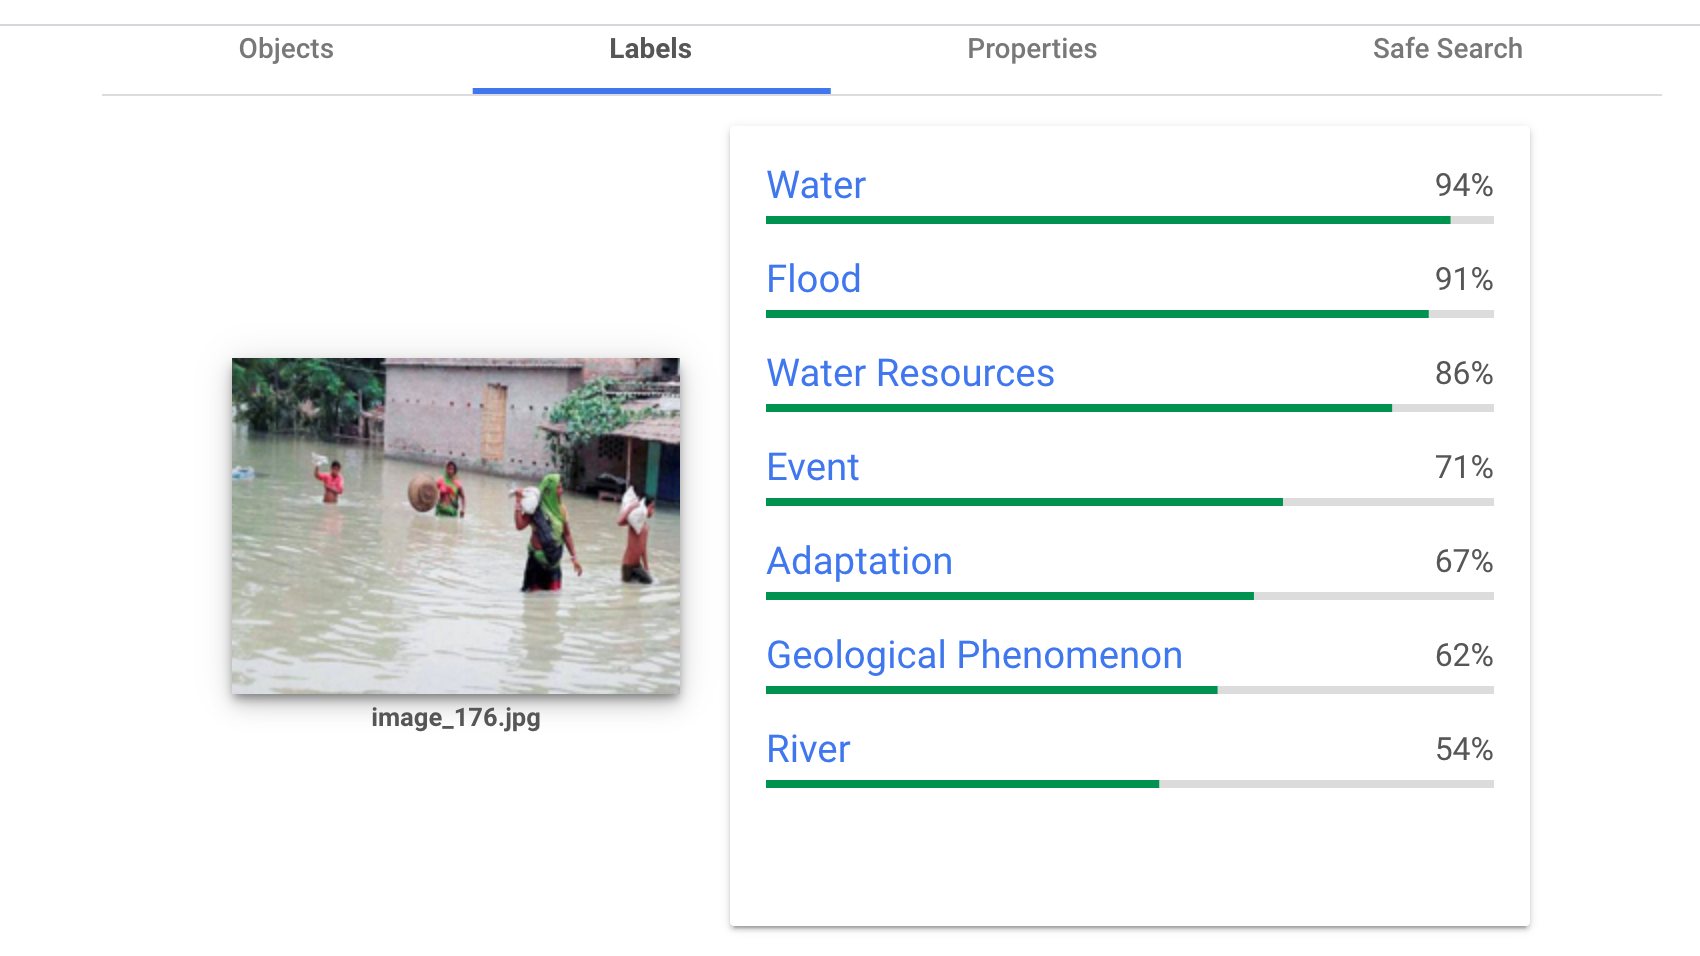 Objects Labels Properties Safe Search
Water 94%
Flood 91%
Water Resources 86%
Event 71%
Adaptation 67%
Geological Phenomenon 62%
River 54%
image_176.jpg